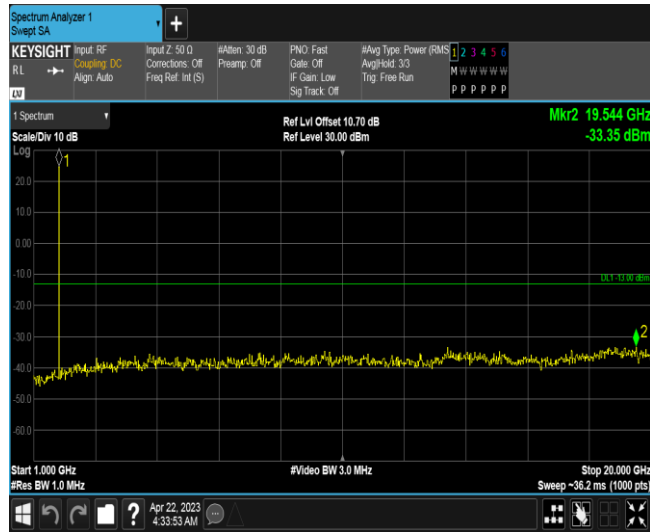 Spectrum Analyzer 1
Swept SA
KEYSIGHT
RL
LXI
Input: RF
Coupling: DC
Align: Auto
Input Z: 50 Ω
Corrections: Off
Freq Ref: Int (S)
#Atten: 30 dB
Preamp: Off
PNO: Fast
Gate: Off
IF Gain: Low
Sig Track: Off
#Avg Type: Power (RMS
Avg|Hold: 3/3
Trig: Free Run
1 2 3 4 5 6
M W W W W W
P P P P P P
1 Spectrum
Scale/Div 10 dB
Ref Lvl Offset 10.70 dB
Ref Level 30.00 dBm
Mkr2 19.544 GHz
-33.35 dBm
Log
1
20.0
10.0
0.00
-10.0
DL1 -13.00 dBm
-20.0
-30.0
2
-40.0
-50.0
-60.0
Start 1.000 GHz
#Video BW 3.0 MHz
Stop 20.000 GHz
#Res BW 1.0 MHz
Sweep ~36.2 ms (1000 pts)
?
Apr 22, 2023
4:33:53 AM